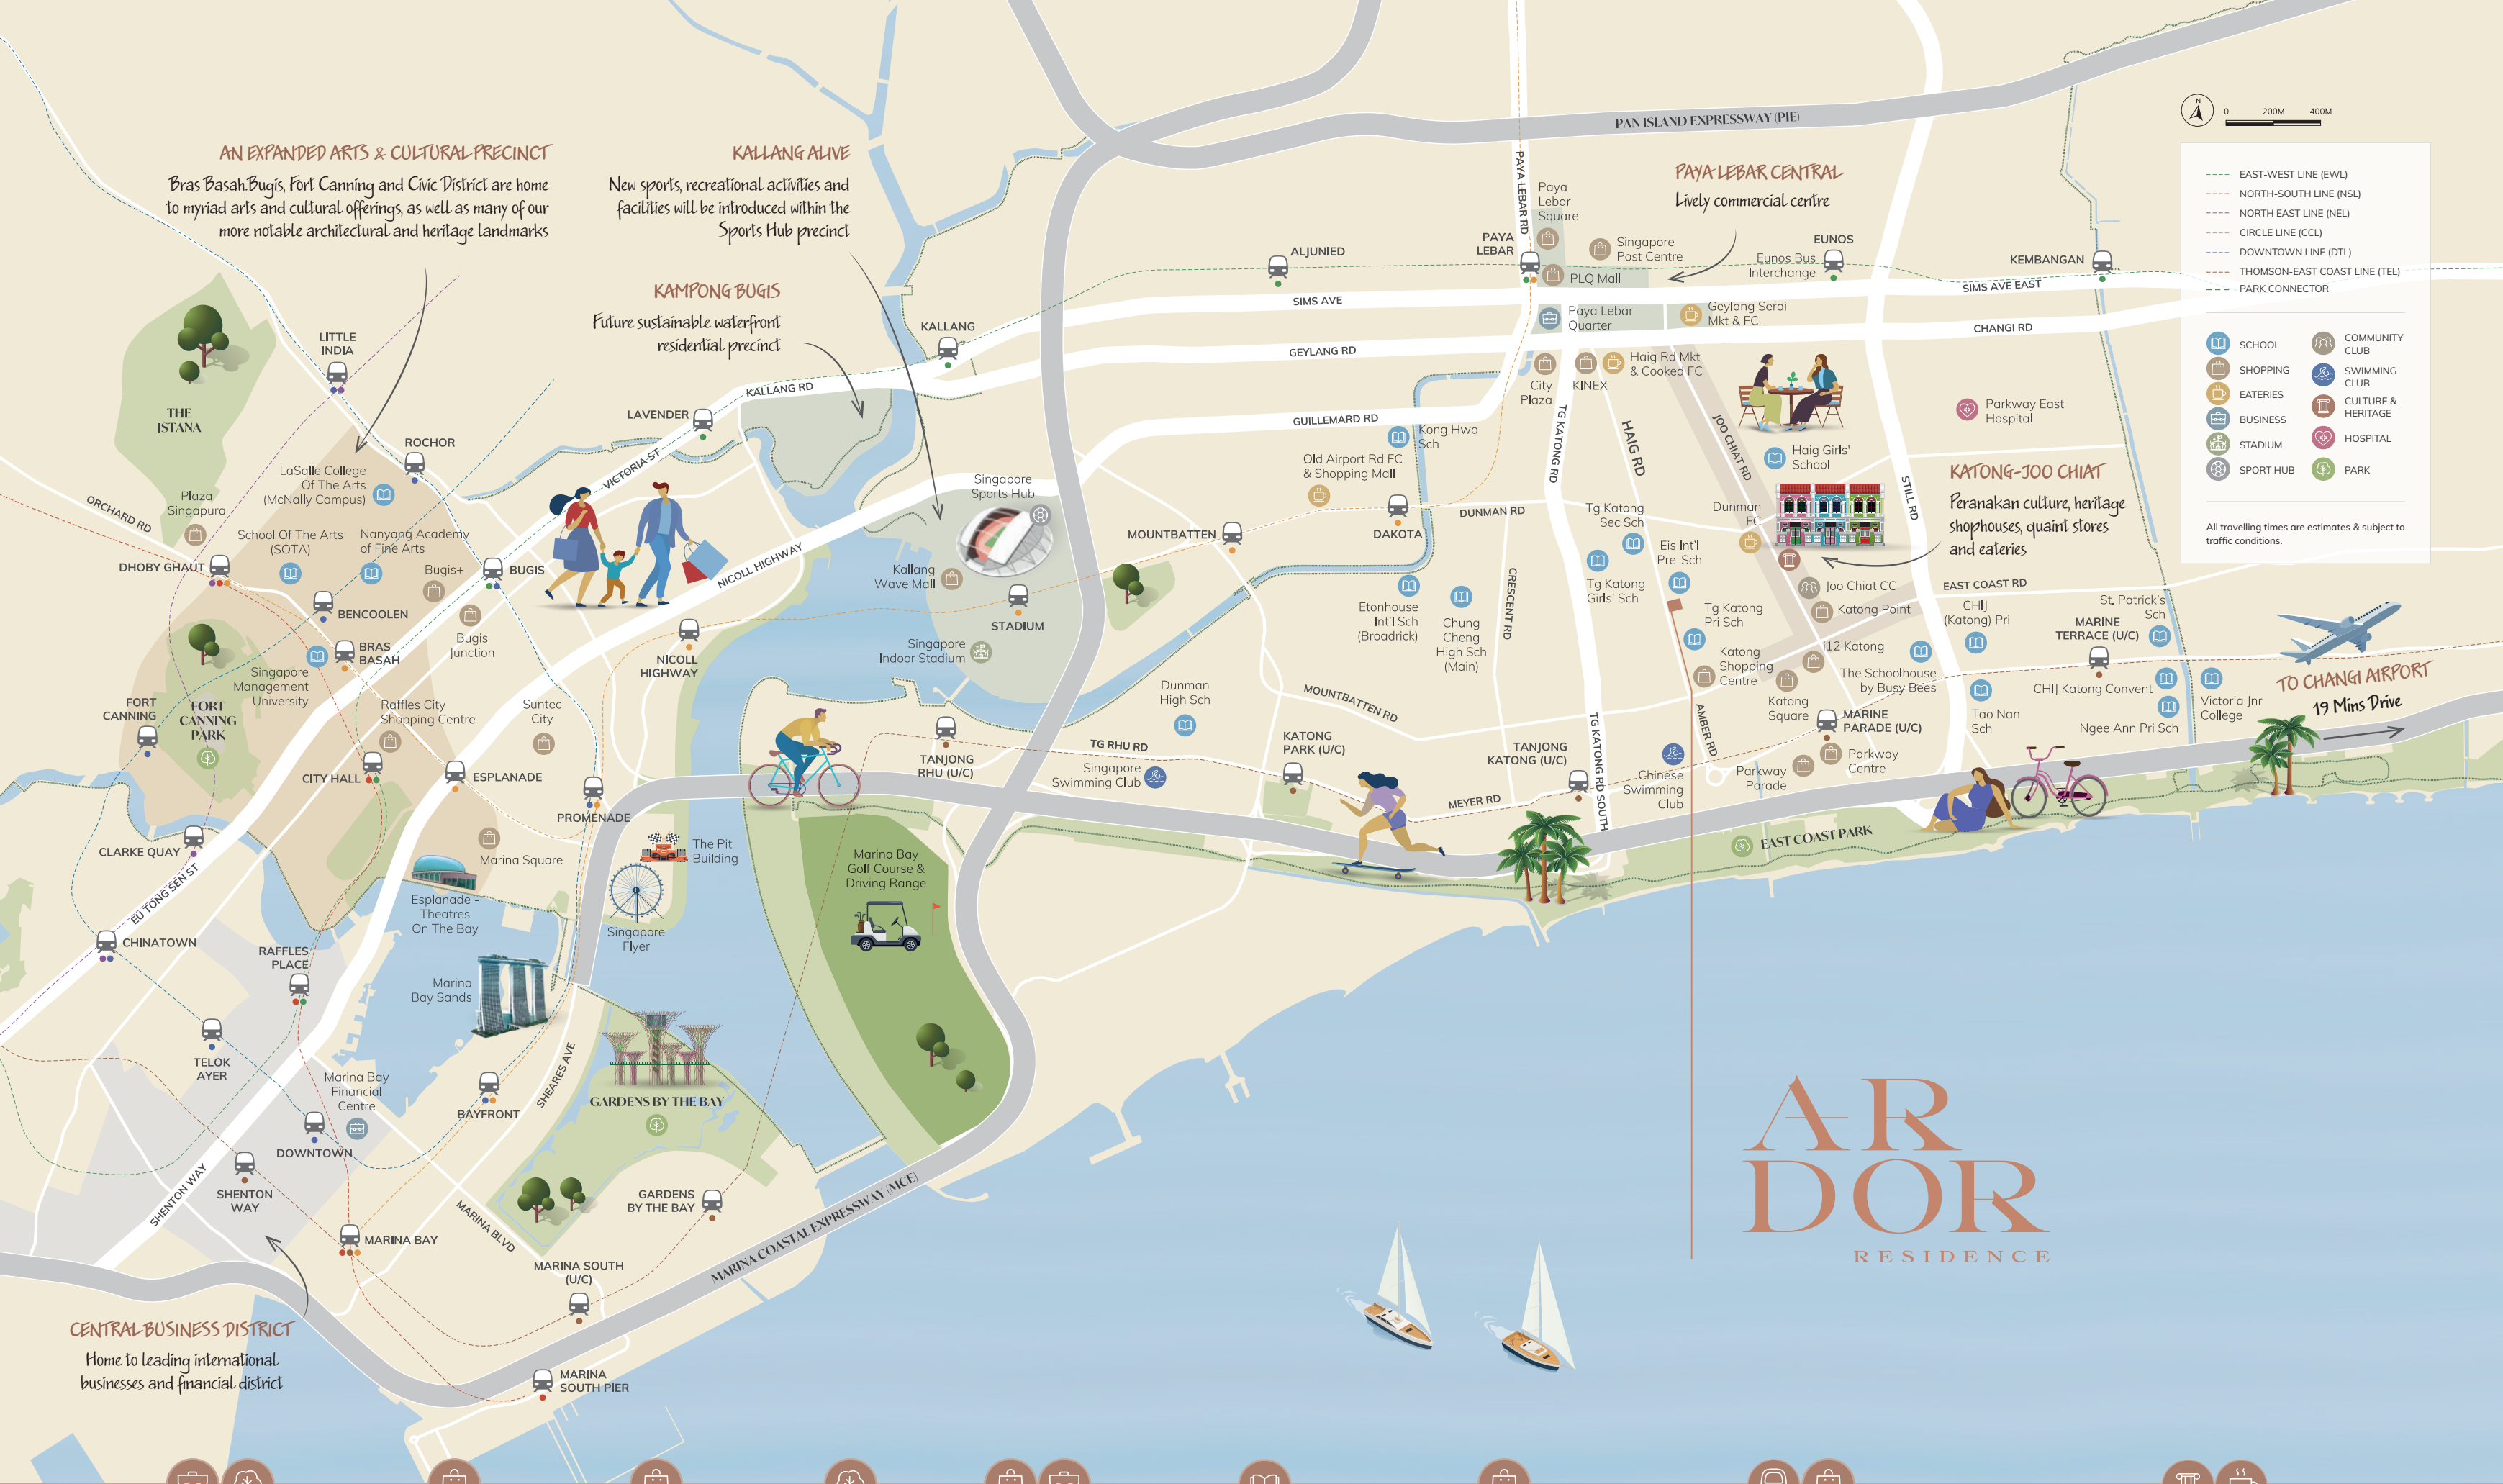 AN EXPANDED ARTS & CULTURAL PRECINCT
Bras Basah.Bugis, Fort Canning and Civic District are home
to myriad arts and cultural offerings, as well as many of our
more notable architectural and heritage landmarks
KALLANG ALIVE
New sports, recreational activities and
facilities will be introduced within the
Sports Hub precinct
KAMPONG BUGIS
Future sustainable waterfront
residential precinct
PAN ISLAND EXPRESSWAY (PIE)
PAYA LEBAR CENTRAL
Lively commercial centre
PAYA LEBAR RD
Paya
Lebar
Square
PAYA
LEBAR
Singapore
Post Centre
PLQ Mall
EUNOS
Eunos Bus
Interchange
KEMBANGAN
ALJUNIED
SIMS AVE
SIMS AVE EAST
Paya Lebar
Quarter
Geylang Serai
Mkt & FC
CHANGI RD
GEYLANG RD
KALLANG
KALLANG RD
LAVENDER
VICTORIA ST
City
Plaza
KINEX
Haig Rd Mkt
& Cooked FC
N
0
200M
400M
EAST-WEST LINE (EWL)
NORTH-SOUTH LINE (NSL)
NORTH EAST LINE (NEL)
CIRCLE LINE (CCL)
DOWNTOWN LINE (DTL)
THOMSON-EAST COAST LINE (TEL)
PARK CONNECTOR
SCHOOL
SHOPPING
EATERIES
BUSINESS
STADIUM
SPORT HUB
COMMUNITY
CLUB
SWIMMING
CLUB
CULTURE &
HERITAGE
HOSPITAL
PARK
All travelling times are estimates & subject to
traffic conditions.
LITTLE
INDIA
THE
ISTANA
ROCHOR
LaSalle College
Of The Arts
(McNally Campus)
ORCHARD RD
Plaza
Singapura
School Of The Arts
(SOTA)
Nanyang Academy
of Fine Arts
DHOBY GHAUT
Bugis+
BUGIS
BENCOOLEN
Bugis
Junction
BRAS
BASAH
Singapore
Management
University
FORT
CANNING
FORT
CANNING
PARK
Raffles City
Shopping Centre
Suntec
City
CITY HALL
ESPLANADE
PROMENADE
CLARKE QUAY
Marina Square
EU TONG SEN ST
Esplanade -
Theatres
On The Bay
The Pit
Building
Singapore
Flyer
CHINATOWN
RAFFLES
PLACE
Marina
Bay Sands
TELOK
AYER
Marina Bay
Financial
Centre
BAYFRONT
SHEARES AVE
GARDENS BY THE BAY
DOWNTOWN
SHENTON
WAY
SHENTON WAY
MARINA BAY
MARINA BLVD
GARDENS
BY THE BAY
MARINA SOUTH
(U/C)
MARINA COASTAL EXPRESSWAY (MCE)
MARINA
SOUTH PIER
CENTRAL BUSINESS DISTRICT
Home to leading international
businesses and financial district
NICOLL HIGHWAY
NICOLL
HIGHWAY
Singapore
Sports Hub
Kallang
Wave Mall
STADIUM
Singapore
Indoor Stadium
MOUNTBATTEN
TANJONG
RHU (U/C)
TG RHU RD
Singapore
Swimming Club
Dunman
High Sch
Marina Bay
Golf Course &
Driving Range
GUILLEMARD RD
Kong Hwa
Sch
Old Airport Rd FC
& Shopping Mall
DAKOTA
DUNMAN RD
TG KATONG RD
HAIG RD
JOO CHIAT RD
Haig Girls'
School
Parkway East
Hospital
STILL RD
KATONG-JOO CHIAT
Peranakan culture, heritage
shophouses, quaint stores
and eateries
Tg Katong
Sec Sch
Dunman
FC
Eis Int'l
Pre-Sch
Tg Katong
Girls' Sch
Joo Chiat CC
Katong Point
EAST COAST RD
Tg Katong
Pri Sch
Etonhouse
Int'l Sch
(Broadrick)
Chung
Cheng
High Sch
(Main)
CRESCENT RD
Katong
Shopping
Centre
i12 Katong
The Schoolhouse
by Busy Bees
CHIJ
(Katong) Pri
St. Patrick's
Sch
MARINE
TERRACE (U/C)
CHIJ Katong Convent
Ngee Ann Pri Sch
Victoria Jnr
College
Tao Nan
Sch
TO CHANGI AIRPORT
19 Mins Drive
Katong
Square
MARINE
PARADE (U/C)
Parkway
Centre
Parkway
Parade
AMBER RD
Chinese
Swimming
Club
MOUNTBATTEN RD
KATONG
PARK (U/C)
TANJONG
KATONG (U/C)
TG KATONG RD SOUTH
MEYER RD
EAST COAST PARK
AR
DOR
RESIDENCE